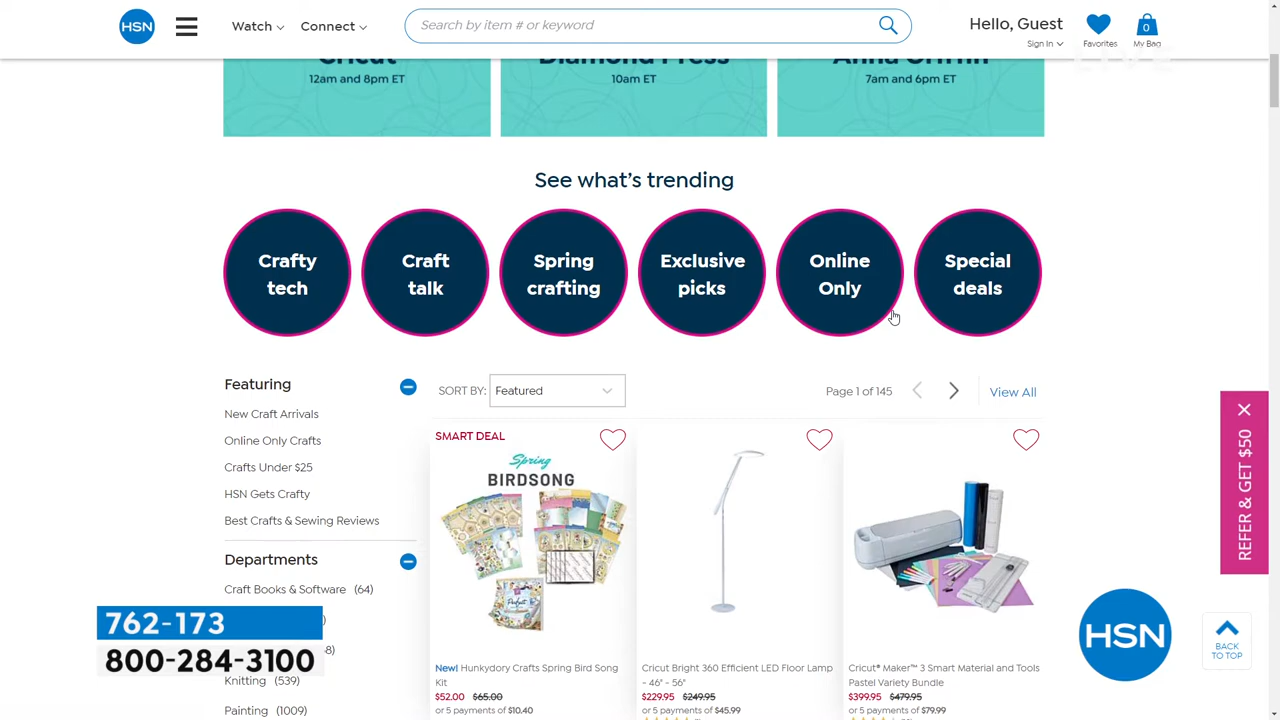 HSN
Watch
Connect
Search by item # or keyword
Hello, Guest
Sign In
Favorites
0
My Bag
Cricut
12am and 8pm ET
Diamond Press
10am ET
Anna Griffin
7am and 6pm ET
LIVE
See what's trending
Crafty
tech
Craft
talk
Spring
crafting
Exclusive
picks
Online
Only
Special
deals
Featuring
New Craft Arrivals
Online Only Crafts
Crafts Under $25
HSN Gets Crafty
Best Crafts & Sewing Reviews
Departments
Craft Books & Software (64)
Knitting (539)
Painting (1009)
SORT BY: Featured
Page 1 of 145
View All
SMART DEAL
Spring
BIRDSONG
New! Hunkydory Crafts Spring Bird Song
Kit
$52.00 $65.00
or 5 payments of $10.40
Cricut Bright 360 Efficient LED Floor Lamp
- 46" - 56"
$229.95 $249.95
or 5 payments of $45.99
Cricut® Maker™ 3 Smart Material and Tools
Pastel Variety Bundle
$399.95 $479.95
or 5 payments of $79.99
REFER & GET $50
762-173
800-284-3100
HSN
BACK
TO TOP